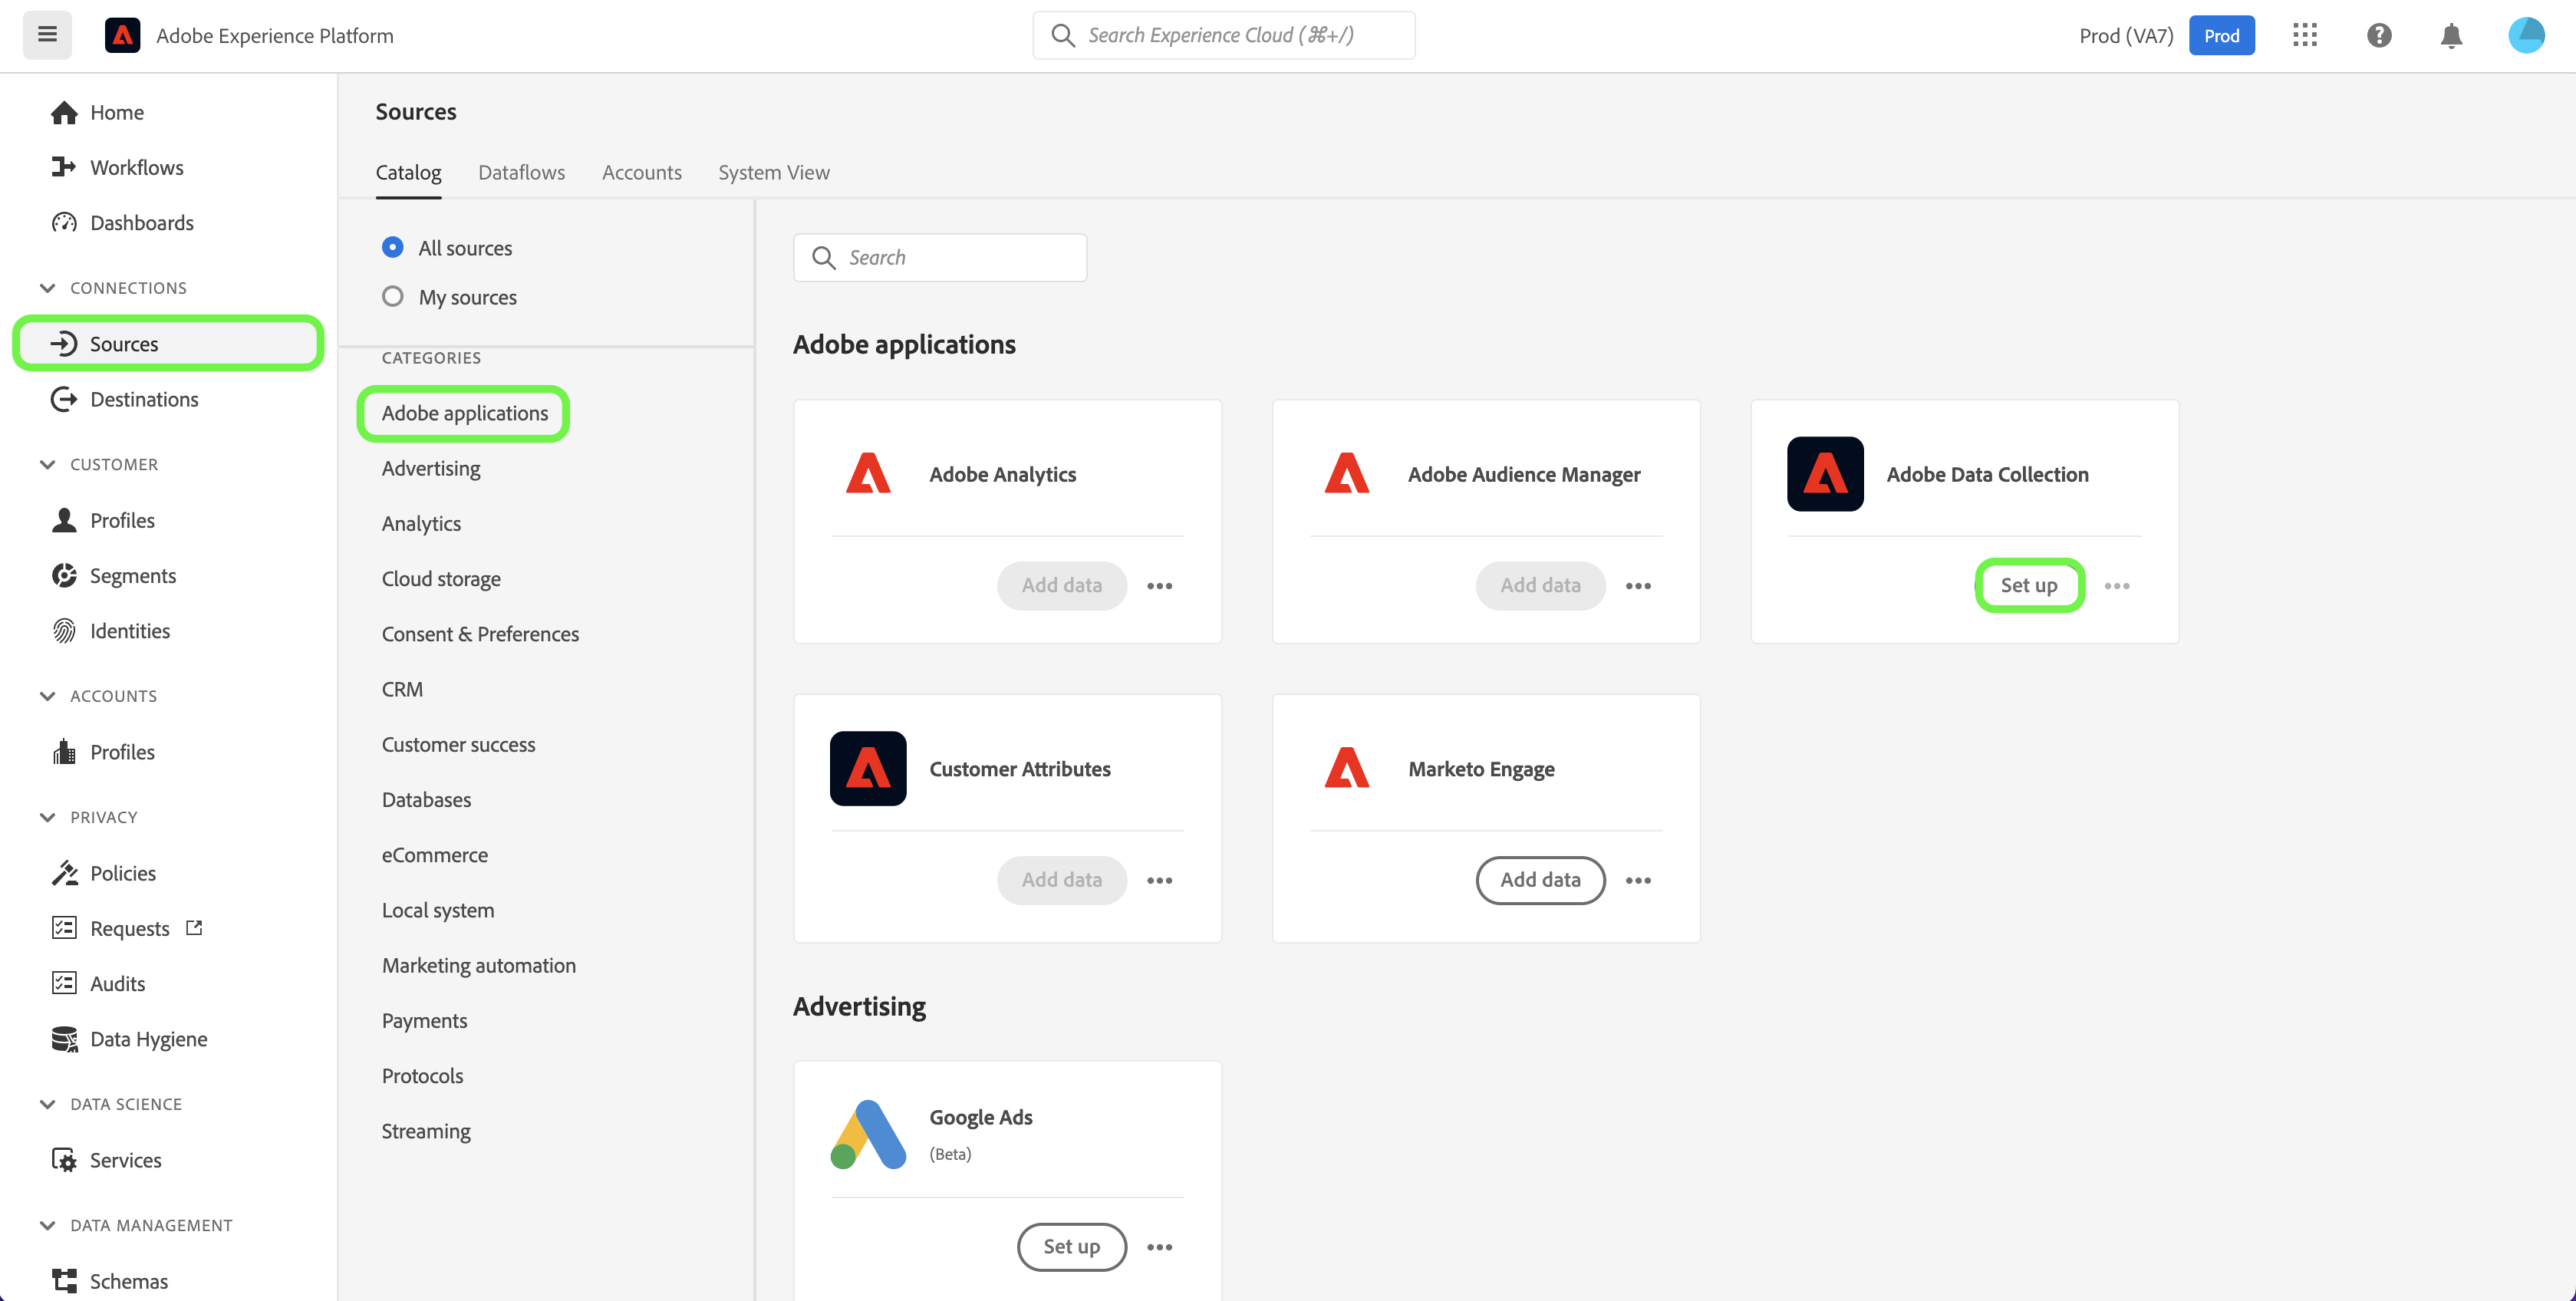 Adobe Experience Platform
Search Experience Cloud (⌘+/)
Prod (VA7)
Prod
Home
Workflows
Dashboards
CONNECTIONS
Sources
Destinations
CUSTOMER
Profiles
Segments
Identities
ACCOUNTS
Profiles
PRIVACY
Policies
Requests
Audits
Data Hygiene
DATA SCIENCE
Services
DATA MANAGEMENT
Schemas
Sources
Catalog
Dataflows
Accounts
System View
All sources
My sources
CATEGORIES
Adobe applications
Advertising
Analytics
Cloud storage
Consent & Preferences
CRM
Customer success
Databases
eCommerce
Local system
Marketing automation
Payments
Protocols
Streaming
Search
Adobe applications
Adobe Analytics
Add data
Adobe Audience Manager
Add data
Adobe Data Collection
Set up
Customer Attributes
Add data
Marketo Engage
Add data
Advertising
Google Ads
(Beta)
Set up